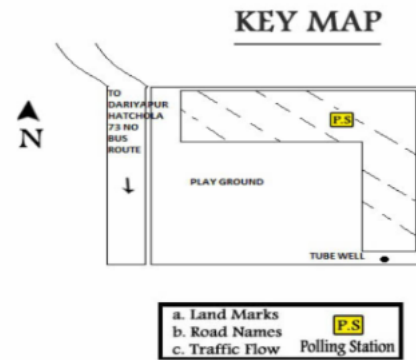 KEY MAP
TO
DARIYAPUR
HATCHOLA
73 NO
BUS
ROUTE
P.S
N
PLAY GROUND
TUBE WELL
a. Land Marks
b. Road Names
c. Traffic Flow
P.S
Polling Station